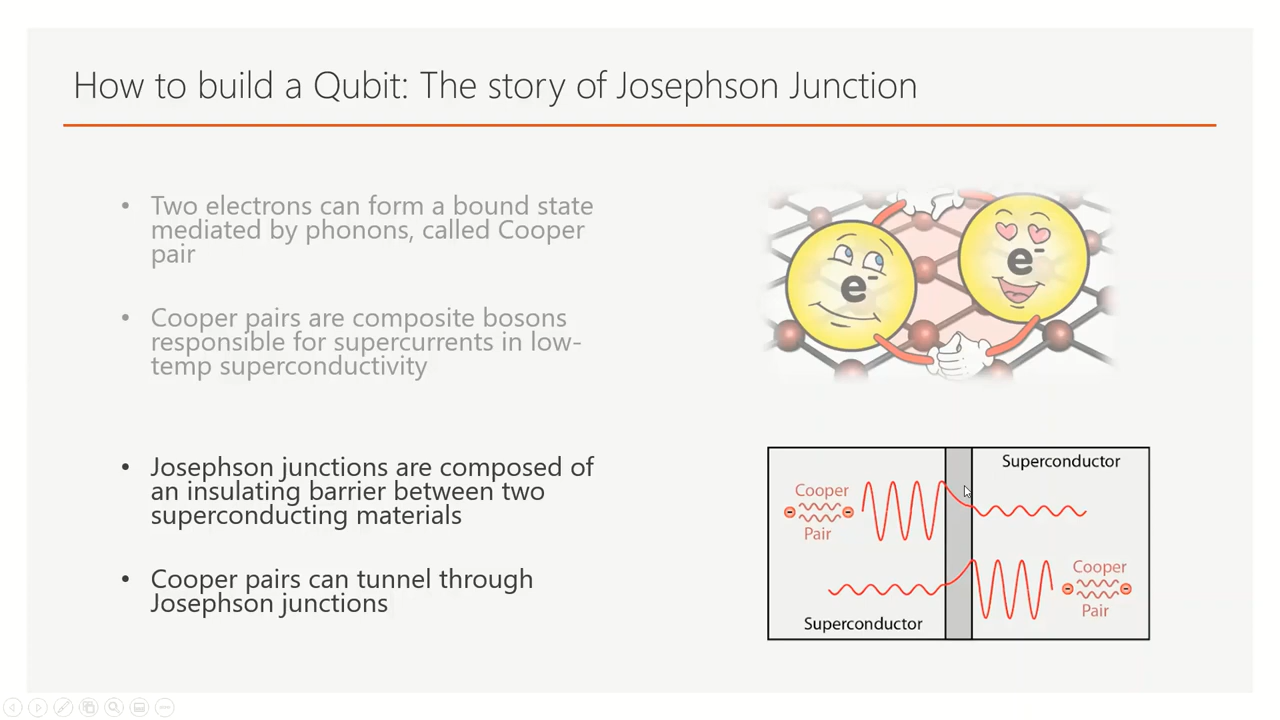 How to build a Qubit: The story of Josephson Junction
• Two electrons can form a bound state
mediated by phonons, called Cooper
pair
• Cooper pairs are composite bosons
responsible for supercurrents in low-
temp superconductivity
e-
e-
• Josephson junctions are composed of
an insulating barrier between two
superconducting materials
• Cooper pairs can tunnel through
Josephson junctions
Superconductor
Cooper
Pair
Cooper
Pair
Superconductor